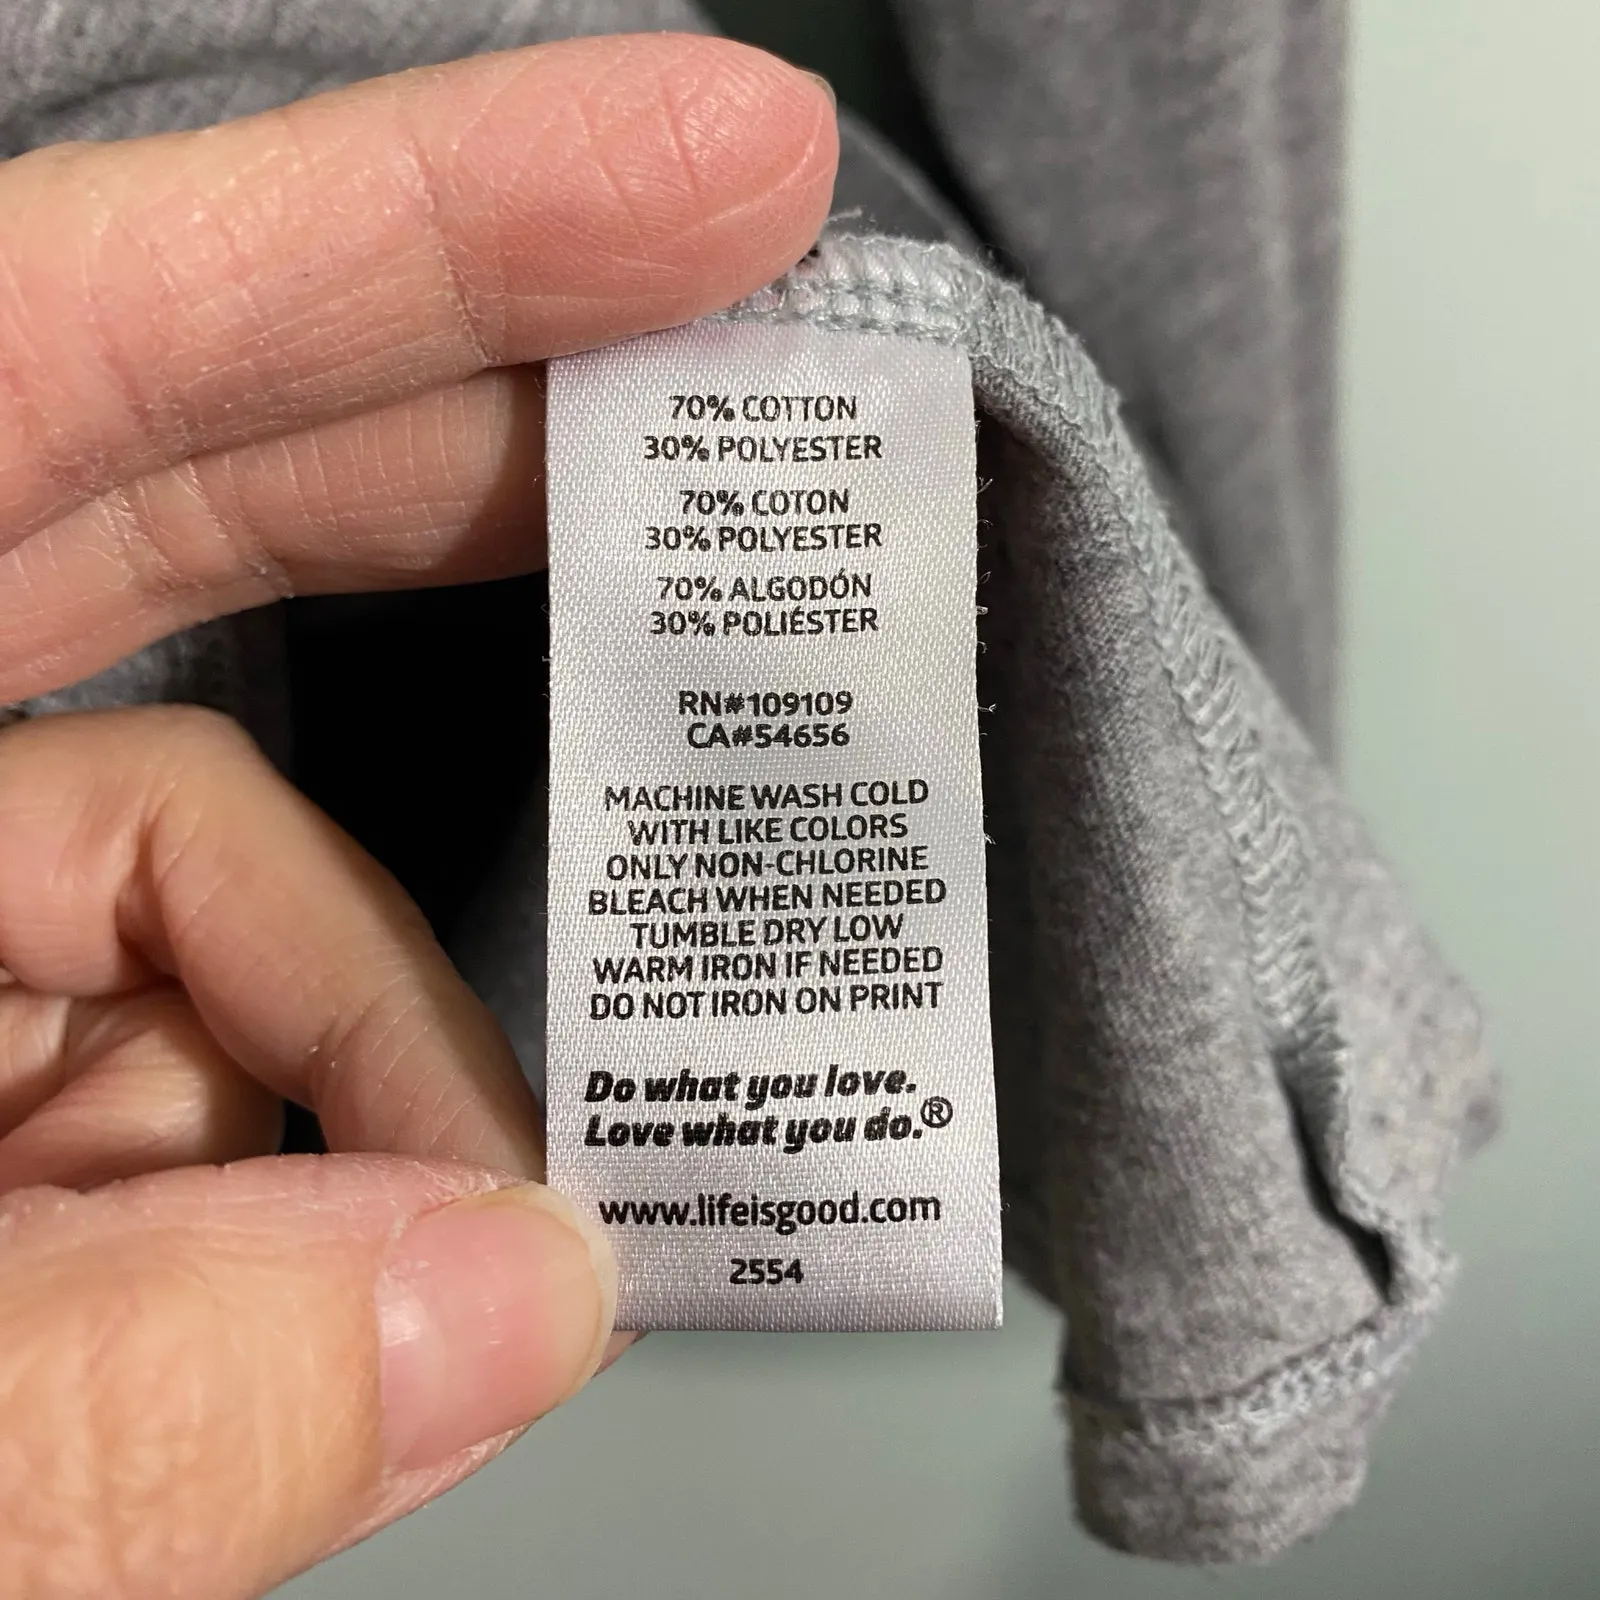 70% COTTON
30% POLYESTER
70% COTON
30% POLYESTER
70% ALGODÓN
30% POLIÉSTER
RN#109109
CA#54656
MACHINE WASH COLD
WITH LIKE COLORS
ONLY NON-CHLORINE
BLEACH WHEN NEEDED
TUMBLE DRY LOW
WARM IRON IF NEEDED
DO NOT IRON ON PRINT
Do what you love.
Love what you do.®
www.lifeisgood.com
2554